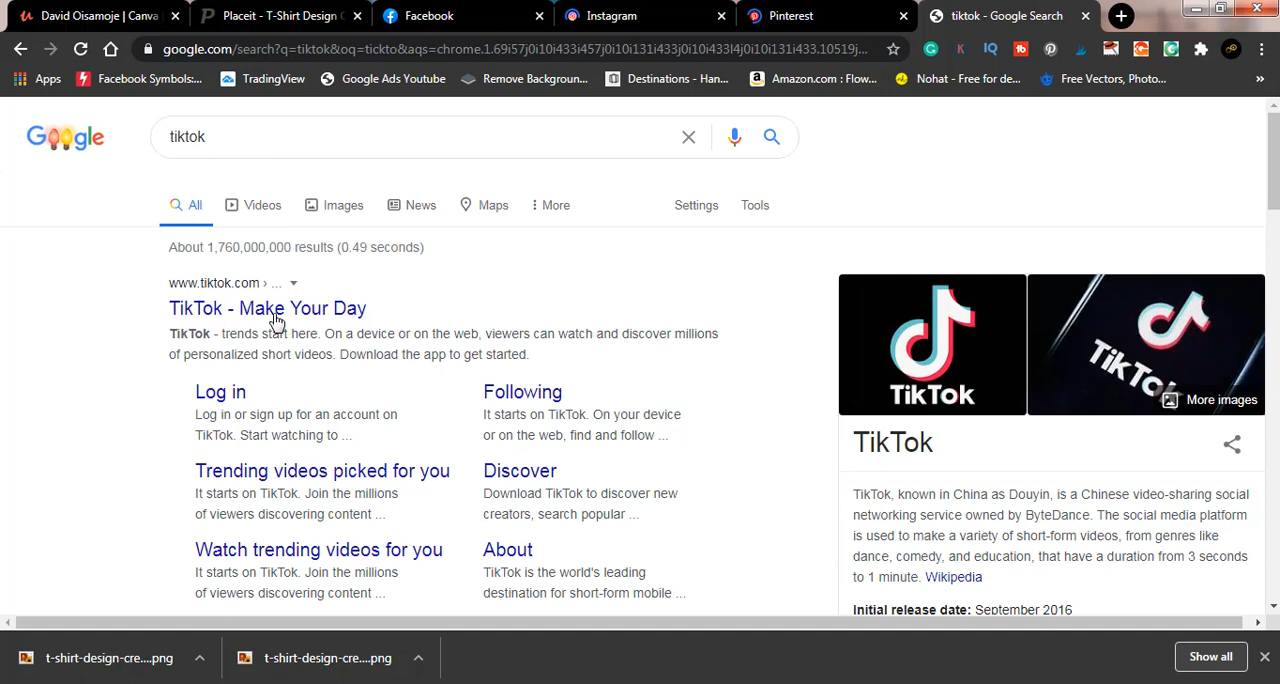 David Oisamoje | Canva
Placeit - T-Shirt Design C
Facebook
Instagram
Pinterest
tiktok - Google Search
google.com/search?q=tiktok&oq=tickto&aqs=chrome.1.69i57j0i10i433i457j0i10i131i433j0i10i433l4j0i10i131i433.10519j...
Apps
Facebook Symbols...
TradingView
Google Ads Youtube
Remove Backgroun...
Destinations - Han...
Amazon.com : Flow...
Nohat - Free for de...
Free Vectors, Photo...
»
Google
tiktok
All
Videos
Images
News
Maps
More
Settings
Tools
About 1,760,000,000 results (0.49 seconds)
www.tiktok.com › ...
TikTok - Make Your Day
TikTok - trends start here. On a device or on the web, viewers can watch and discover millions
of personalized short videos. Download the app to get started.
Log in
Log in or sign up for an account on
TikTok. Start watching to ...
Following
It starts on TikTok. On your device
or on the web, find and follow ...
Trending videos picked for you
It starts on TikTok. Join the millions
of viewers discovering content ...
Discover
Download TikTok to discover new
creators, search popular ...
Watch trending videos for you
It starts on TikTok. Join the millions
of viewers discovering content ...
About
TikTok is the world's leading
destination for short-form mobile ...
TikTok
TikTok
More images
TikTok
TikTok, known in China as Douyin, is a Chinese video-sharing social
networking service owned by ByteDance. The social media platform
is used to make a variety of short-form videos, from genres like
dance, comedy, and education, that have a duration from 3 seconds
to 1 minute. Wikipedia
Initial release date: September 2016
t-shirt-design-cre....png
t-shirt-design-cre....png
Show all